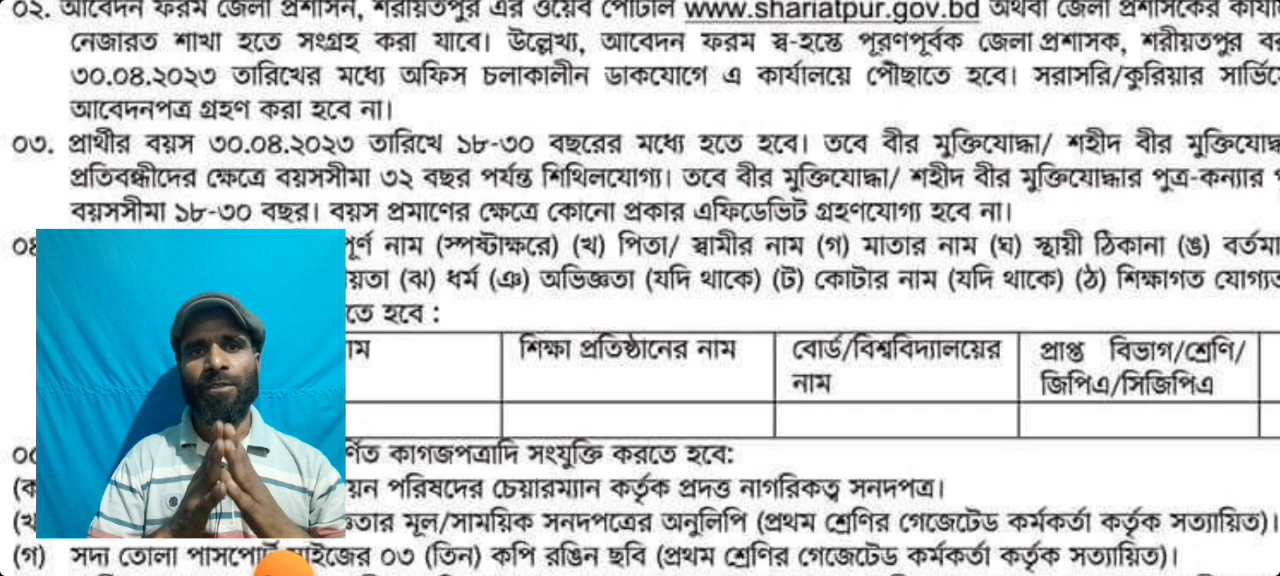 ০২. আবেদন ফরম জেলা প্রশাসন, শরীয়তপুর এর ওয়েব পোর্টাল www.shariatpur.gov.bd অথবা জেলা প্রশাসকের
নেজারত শাখা হতে সংগ্রহ করা যাবে। উল্লেখ্য, আবেদন ফরম স্ব-হস্তে পূরণপূর্বক জেলা প্রশাসক, শরীয়তপুর
৩০.০৪.২০২৩ তারিখের মধ্যে অফিস চলাকালীন ডাকযোগে এ কার্যালয়ে পৌঁছাতে হবে। সরাসরি/কুরিয়ার
আবেদনপত্র গ্রহণ করা হবে না।
০৩. প্রার্থীর বয়স ৩০.০৪.২০২৩ তারিখে ১৮-৩০ বছরের মধ্যে হতে হবে। তবে বীর মুক্তিযোদ্ধা/ শহীদ বীর
প্রতিবন্ধীদের ক্ষেত্রে বয়সসীমা ৩২ বছর পর্যন্ত শিথিলযোগ্য। তবে বীর মুক্তিযোদ্ধা/ শহীদ বীর মুক্তিযোদ্ধার পুত্র-কন্যার
বয়সসীমা ১৮-৩০ বছর। বয়স প্রমাণের ক্ষেত্রে কোনো প্রকার এফিডেভিট গ্রহণযোগ্য হবে না।
নাম (স্পষ্টাক্ষরে) (খ) পিতা/ স্বামীর নাম (গ) মাতার নাম (ঘ) স্থায়ী ঠিকানা (ঙ)
(ঝ) ধর্ম (ঞ) অভিজ্ঞতা (যদি থাকে) (ট) কোটার নাম (যদি থাকে) (ঠ) শিক্ষাগত
হবে :
শিক্ষা প্রতিষ্ঠানের নাম
বোর্ড/বিশ্ববিদ্যালয়ের
নাম
প্রাপ্ত বিভাগ/শ্রেণি/
জিপিএ/সিজিপিএ
কাগজপত্রাদি সংযুক্তি করতে হবে:
পরিষদের চেয়ারম্যান কর্তৃক প্রদত্ত নাগরিকত্ব সনদপত্র।
মূল/সাময়িক সনদপত্রের অনুলিপি (প্রথম শ্রেণির গেজেটেড কর্মকর্তা কর্তৃক সত্যায়িত)।
(গ) সদ্য তোলা সাইজের ০৩ (তিন) কপি রঙিন ছবি (প্রথম শ্রেণির গেজেটেড কর্মকর্তা কর্তৃক সত্যায়িত)।